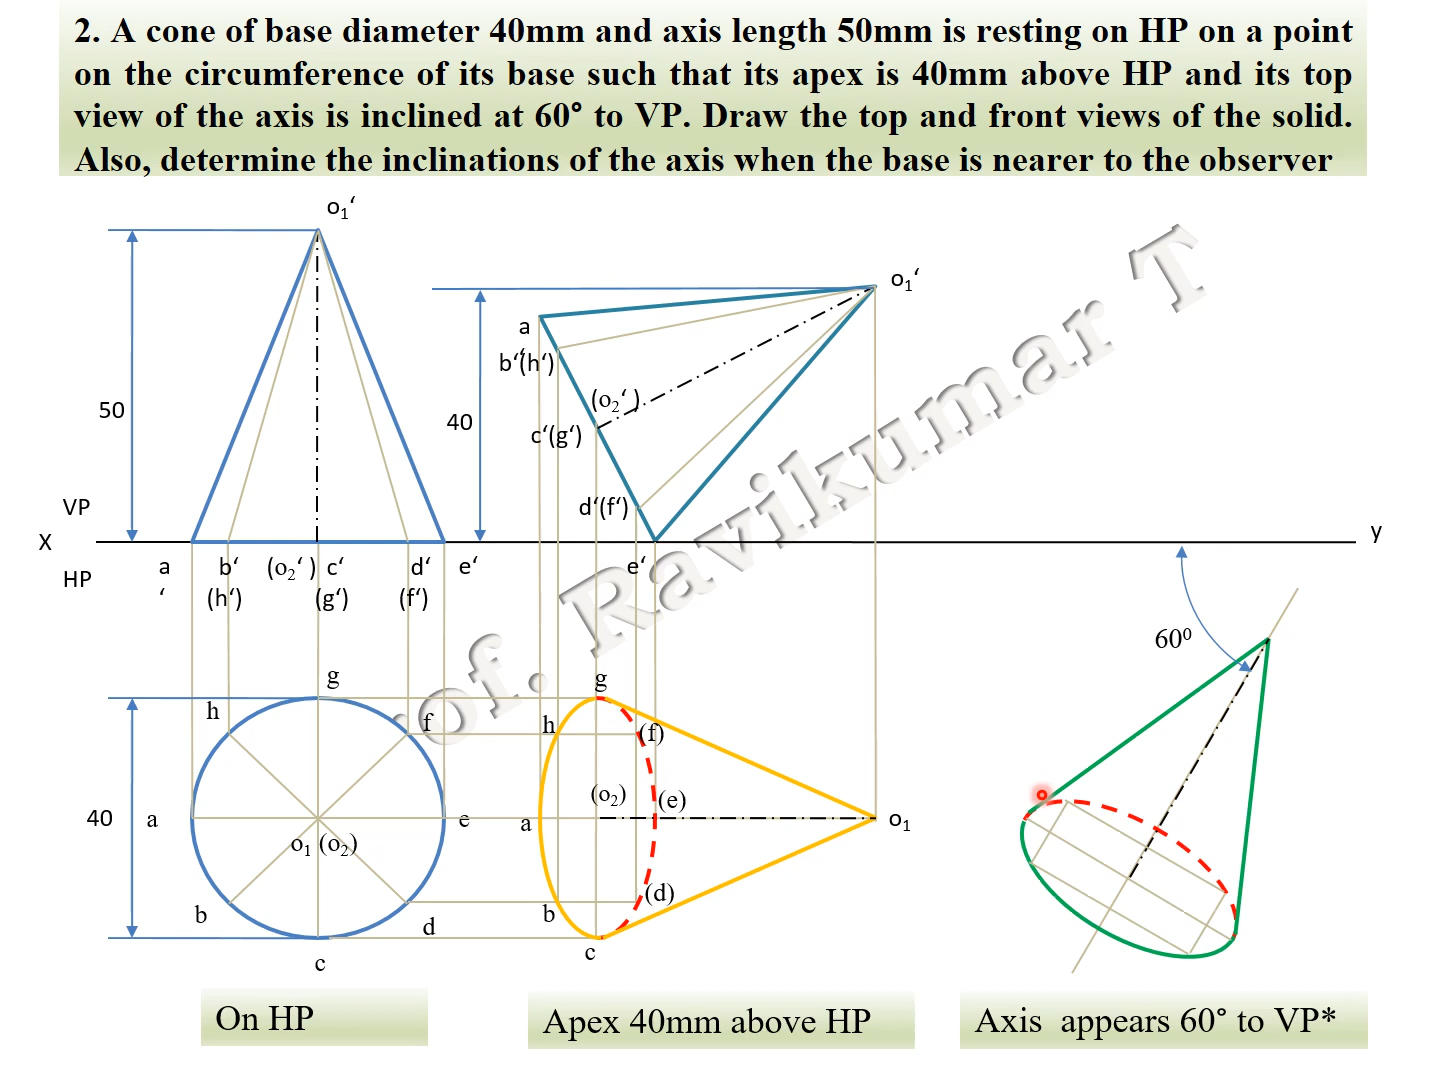 2. A cone of base diameter 40mm and axis length 50mm is resting on HP on a point
on the circumference of its base such that its apex is 40mm above HP and its top
view of the axis is inclined at 60° to VP. Draw the top and front views of the solid.
Also, determine the inclinations of the axis when the base is nearer to the observer
o₁‘
o₁‘
a
‘
b‘(h‘)
50
(o₂‘ )
40
c‘(g‘)
VP
d‘(f‘)
X
y
HP
a
‘
b‘
(h‘)
(o₂‘ )
c‘
(g‘)
d‘
(f‘)
e‘
e‘
60⁰
of. Ravikumar T
g
g
h
f
h
(f)
40
a
e
a
(o₂)
(e)
o₁
o₁ (o₂)
b
d
b
(d)
c
c
On HP
Apex 40mm above HP
Axis appears 60° to VP*